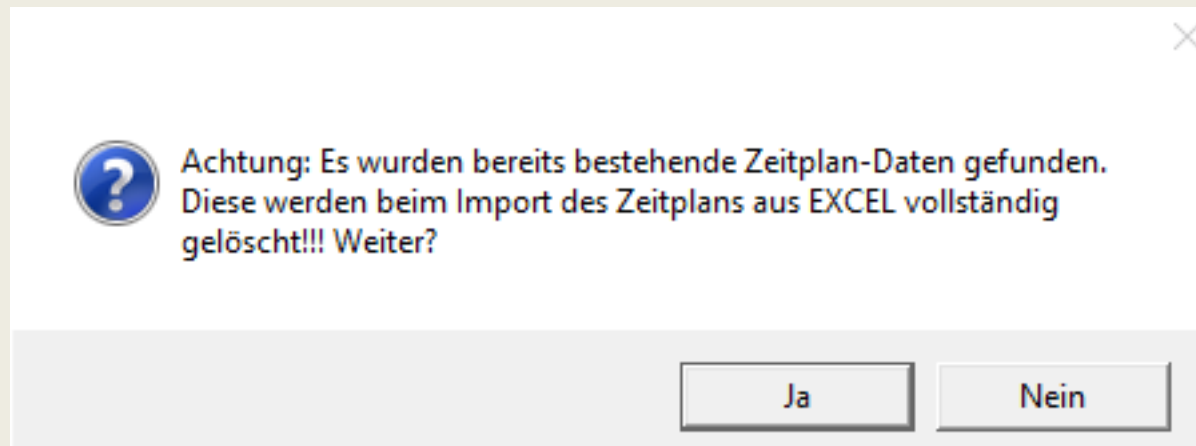 Achtung: Es wurden bereits bestehende Zeitplan-Daten gefunden.
Diese werden beim Import des Zeitplans aus EXCEL vollständig
gelöscht!!! Weiter?
Ja
Nein